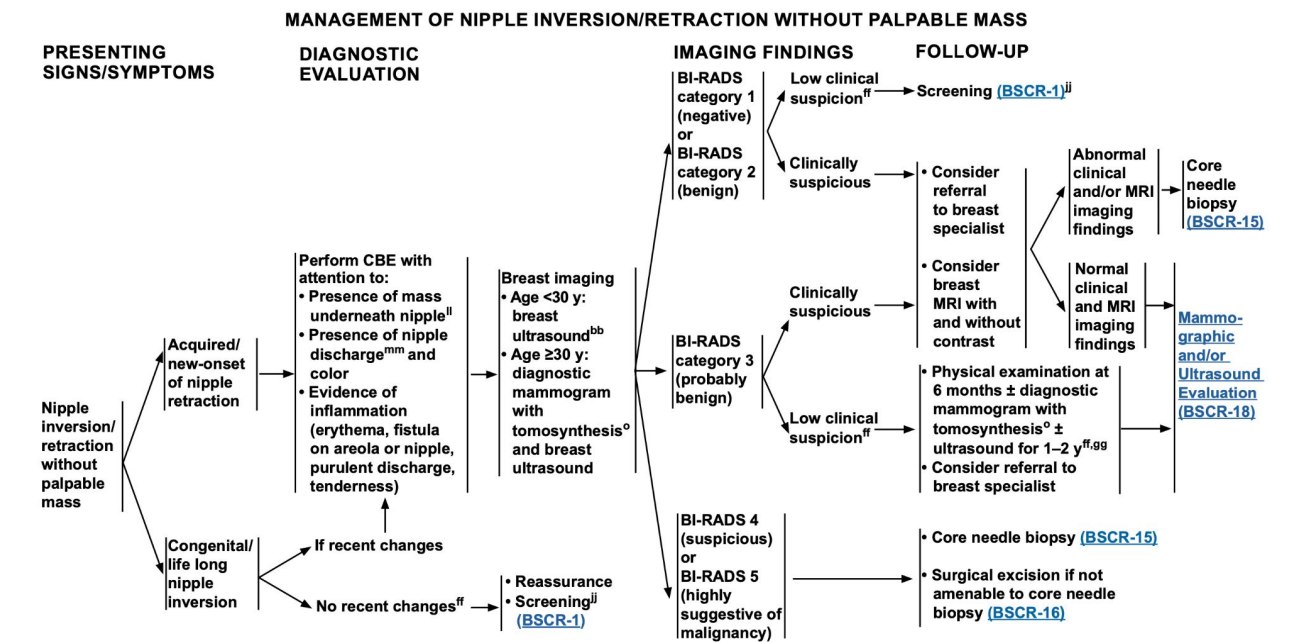 MANAGEMENT OF NIPPLE INVERSION/RETRACTION WITHOUT PALPABLE MASS
PRESENTING
SIGNS/SYMPTOMS
DIAGNOSTIC
EVALUATION
IMAGING FINDINGS
FOLLOW-UP
Nipple
inversion/
retraction
without
palpable
mass
Acquired/
new-onset
of nipple
retraction
Congenital/
life long
nipple
inversion
Perform CBE with
attention to:
• Presence of mass
underneath nipplell
• Presence of nipple
dischargemm and
color
• Evidence of
inflammation
(erythema, fistula
on areola or nipple,
purulent discharge,
tenderness)
If recent changes
No recent changesff
• Reassurance
• Screeningjj
(BSCR-1)
Breast imaging
• Age <30 y:
breast
ultrasoundbb
• Age ≥30 y:
diagnostic
mammogram
with
tomosynthesiso
and breast
ultrasound
BI-RADS
category 1
(negative)
or
BI-RADS
category 2
(benign)
Low clinical
suspicionff
Screening (BSCR-1)jj
Clinically
suspicious
BI-RADS
category 3
(probably
benign)
Clinically
suspicious
Low clinical
suspicionff
• Consider
referral
to breast
specialist
• Consider
breast
MRI with
and without
contrast
Abnormal
clinical
and/or MRI
imaging
findings
Core
needle
biopsy
(BSCR-15)
Normal
clinical
and MRI
imaging
findings
• Physical examination at
6 months ± diagnostic
mammogram with
tomosynthesiso ±
ultrasound for 1–2 yff,gg
• Consider referral to
breast specialist
Mammo-
graphic
and/or
Ultrasound
Evaluation
(BSCR-18)
BI-RADS 4
(suspicious)
or
BI-RADS 5
(highly
suggestive of
malignancy)
• Core needle biopsy (BSCR-15)
• Surgical excision if not
amenable to core needle
biopsy (BSCR-16)